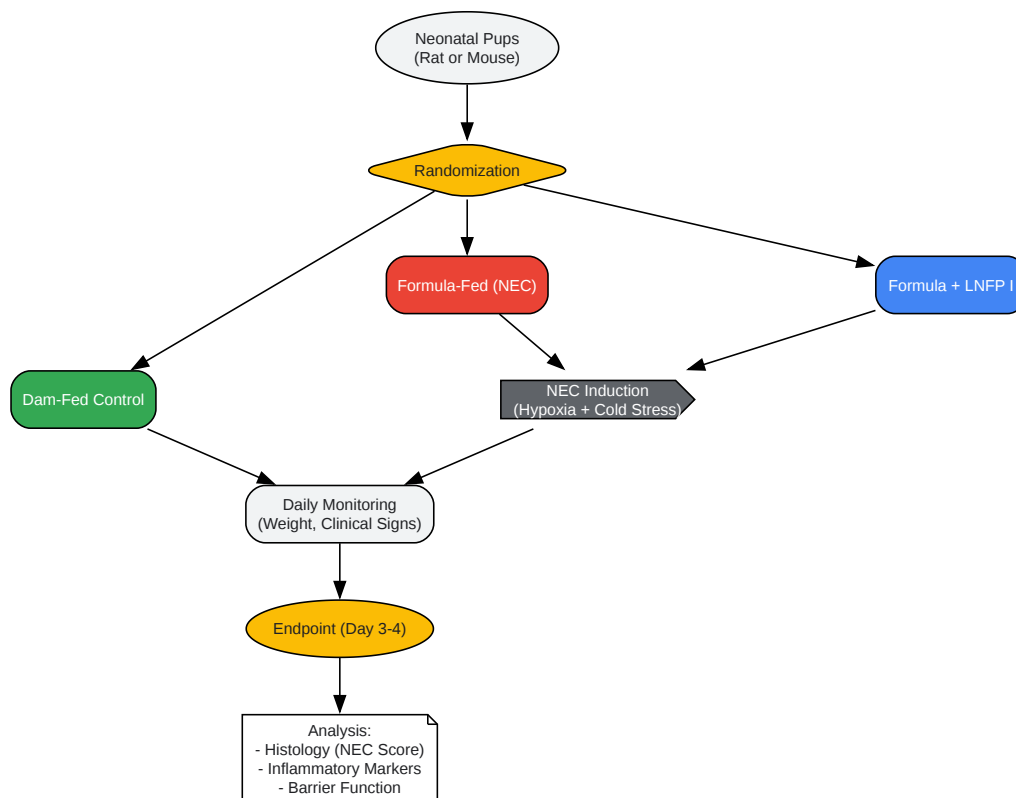 Neonatal Pups
(Rat or Mouse)
Randomization
Formula-Fed (NEC)
Formula + LNFP I
Dam-Fed Control
NEC Induction
(Hypoxia + Cold Stress)
Daily Monitoring
(Weight, Clinical Signs)
Endpoint (Day 3-4)
Analysis:
- Histology (NEC Score)
- Inflammatory Markers
- Barrier Function